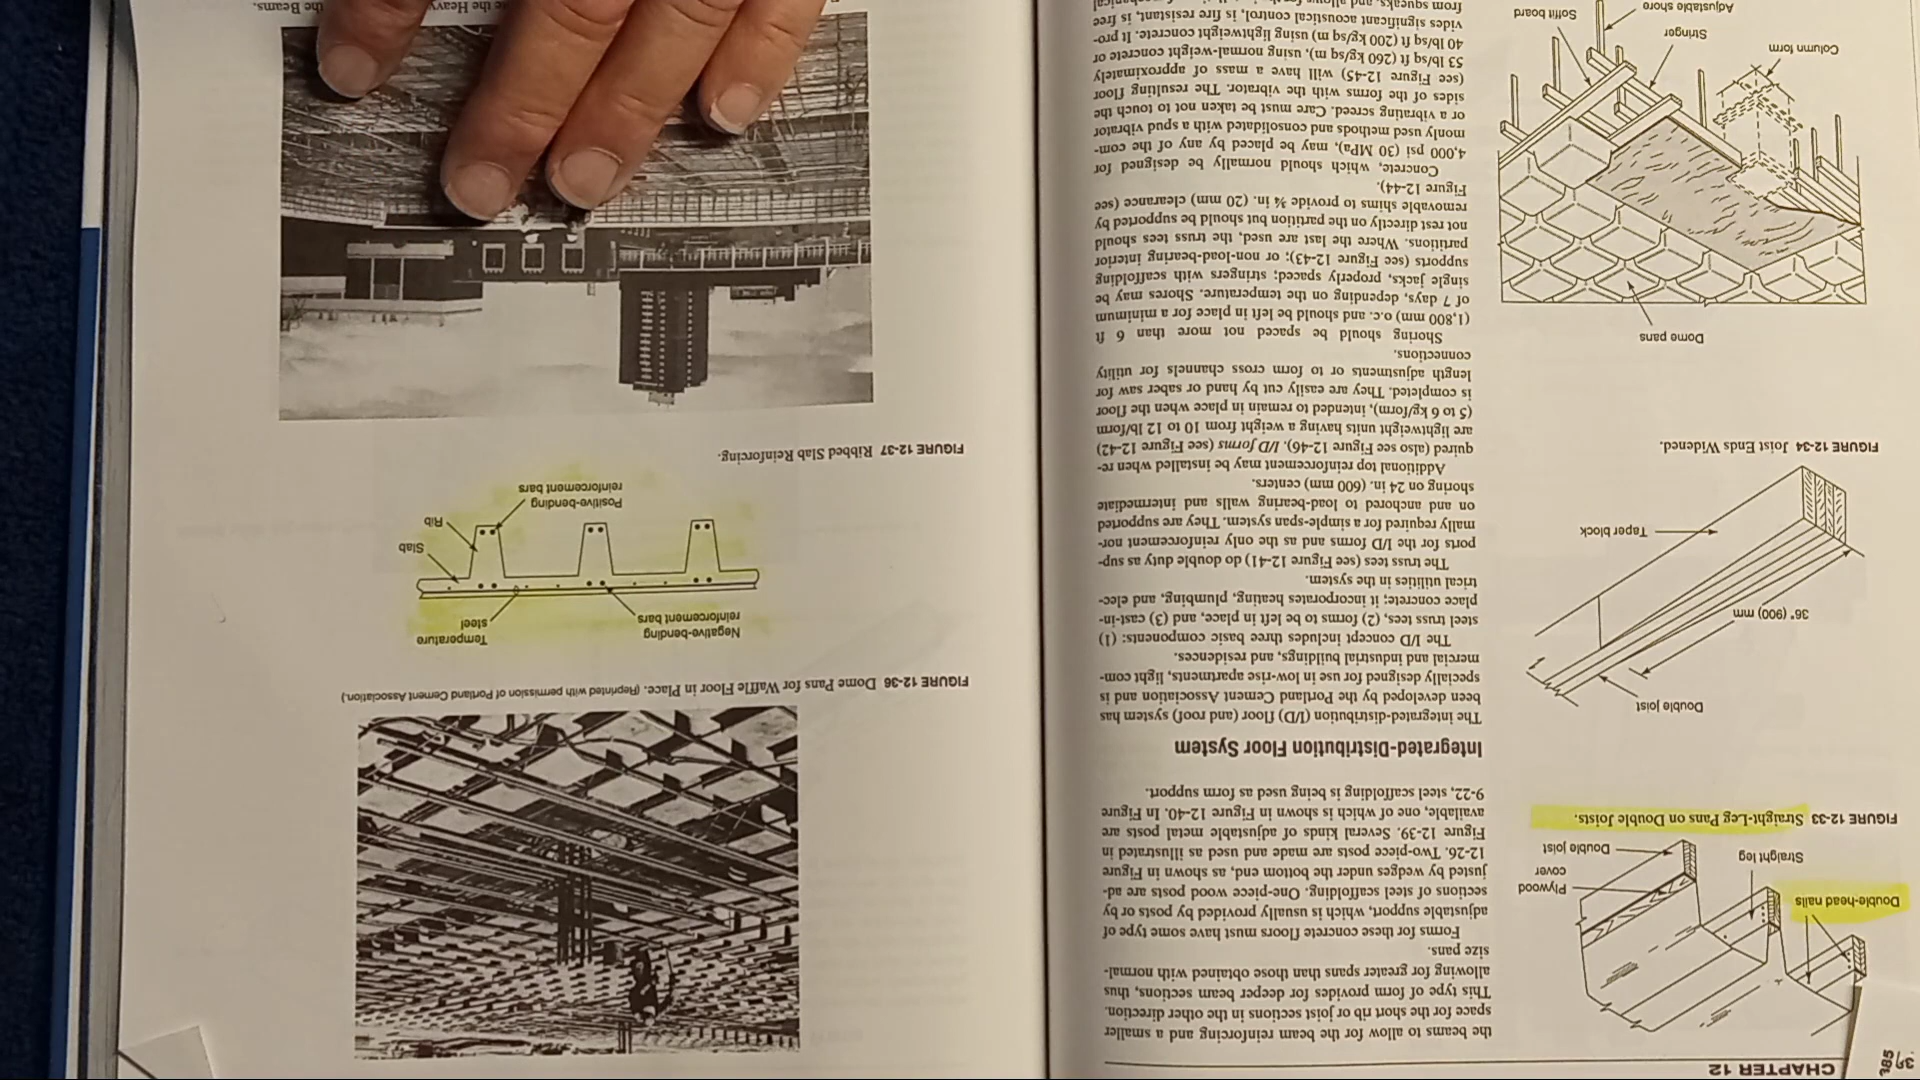 CHAPTER 12
Double-head nails
Straight leg
Plywood
cover
Double joist
FIGURE 12-33 Straight-Leg Pans on Double Joists.
Double joist
36" (900) mm
Taper block
FIGURE 12-34 Joist Ends Widened.
Dome pans
Column form
Stringer
Adjustable shore
Soffit board
the beams to allow for the beam reinforcing and a smaller
space for the short rib or joist sections in the other direction.
This type of form provides for deeper beam sections, thus
allowing for greater spans than those obtained with normal-
size pans.
Forms for these concrete floors must have some type of
adjustable support, which is usually provided by posts or by
sections of steel scaffolding. One-piece wood posts are ad-
justed by wedges under the bottom end, as shown in Figure
12-26. Two-piece posts are made and used as illustrated in
Figure 12-39. Several kinds of adjustable metal posts are
available, one of which is shown in Figure 12-40. In Figure
9-22, steel scaffolding is being used as form support.
Integrated-Distribution Floor System
The integrated-distribution (I/D) floor (and roof) system has
been developed by the Portland Cement Association and is
specially designed for use in low-rise apartments, light com-
mercial and industrial buildings, and residences.
The I/D concept includes three basic components: (1)
steel truss tees, (2) forms to be left in place, and (3) cast-in-
place concrete; it incorporates heating, plumbing, and elec-
trical utilities in the system.
The truss tees (see Figure 12-41) do double duty as sup-
ports for the I/D forms and as the only reinforcement nor-
mally required for a simple-span system. They are supported
on and anchored to load-bearing walls and intermediate
shoring on 24 in. (600 mm) centers.
Additional top reinforcement may be installed when re-
quired (also see Figure 12-46). I/D forms (see Figure 12-42)
are lightweight units having a weight from 10 to 12 lb/form
(5 to 6 kg/form), intended to remain in place when the floor
is completed. They are easily cut by hand or saber saw for
length adjustments or to form cross channels for utility
connections.
Shoring should be spaced not more than 6 ft
(1,800 mm) o.c. and should be left in place for a minimum
of 7 days, depending on the temperature. Shores may be
single jacks, properly spaced; stringers with scaffolding
supports (see Figure 12-43); or non-load-bearing interior
partitions. Where the last are used, the truss tees should
not rest directly on the partition but should be supported by
removable shims to provide ¾ in. (20 mm) clearance (see
Figure 12-44).
Concrete, which should normally be designed for
4,000 psi (30 MPa), may be placed by any of the com-
monly used methods and consolidated with a spud vibrator
or a vibrating screed. Care must be taken not to touch the
sides of the forms with the vibrator. The resulting floor
(see Figure 12-45) will have a mass of approximately
53 lb/sq ft (260 kg/sq m), using normal-weight concrete or
40 lb/sq ft (200 kg/sq m) using lightweight concrete. It pro-
vides significant acoustical control, is fire resistant, is free
from squeaks, and allows
FIGURE 12-36 Dome Pans for Waffle Floor in Place. (Reprinted with permission of Portland Cement Association.)
Negative-bending
reinforcement bars
Temperature
steel
Slab
Rib
Positive-bending
reinforcement bars
FIGURE 12-37 Ribbed Slab Reinforcing.
the Heavy
the Beams.